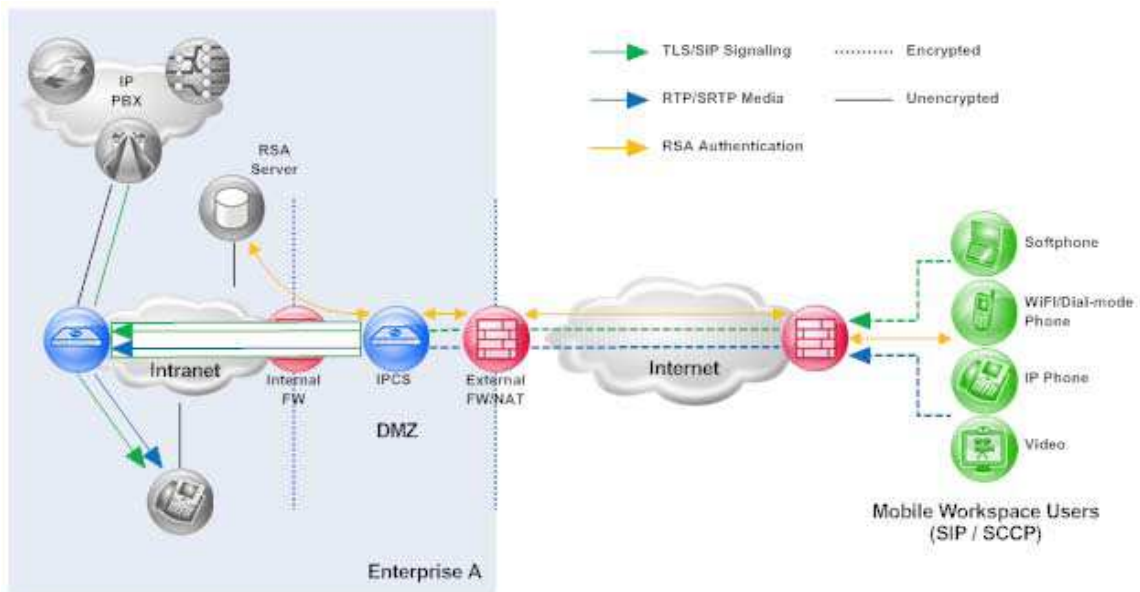 IP
PBX
RSA
Server
TLS/SIP Signaling
Encrypted
RTP/SRTP Media
Unencrypted
RSA Authentication
Softphone
WiFI/Dial-mode
Phone
IP Phone
Video
Intranet
Internal
FW
IPCS
External
FW/NAT
Internet
DMZ
Mobile Workspace Users
(SIP / SCCP)
Enterprise A